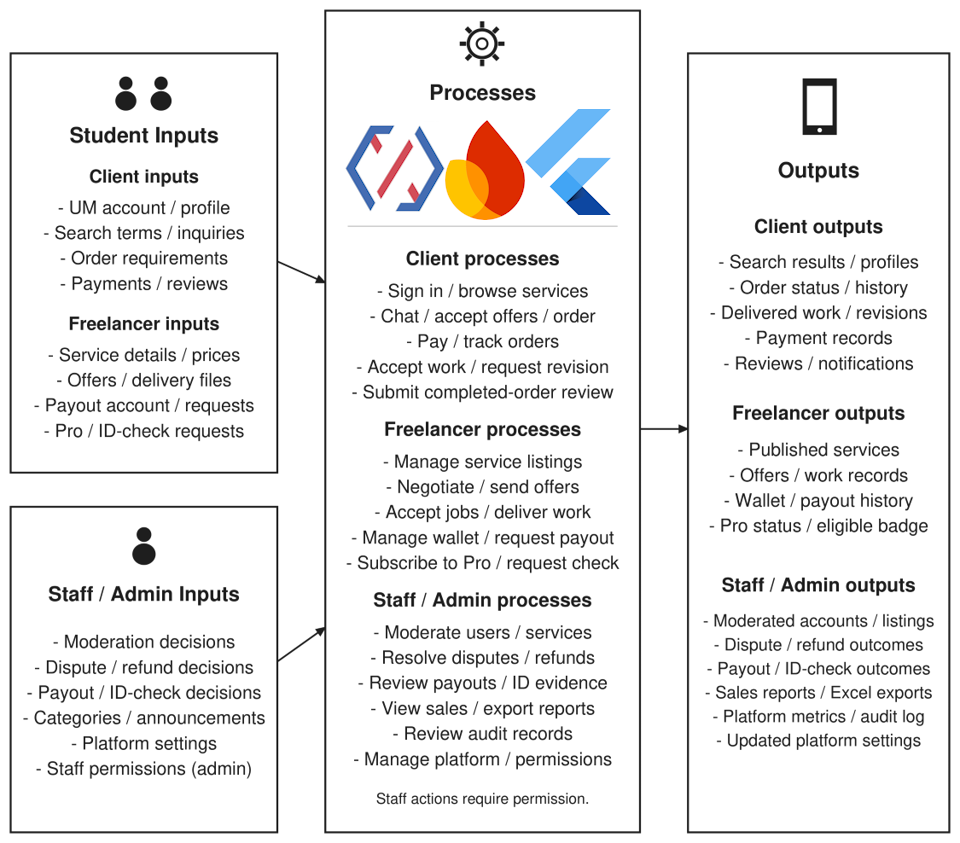 Student Inputs
Client inputs
- UM account / profile
- Search terms / inquiries
- Order requirements
- Payments / reviews
Freelancer inputs
- Service details / prices
- Offers / delivery files
- Payout account / requests
- Pro / ID-check requests
Staff / Admin Inputs
- Moderation decisions
- Dispute / refund decisions
- Payout / ID-check decisions
- Categories / announcements
- Platform settings
- Staff permissions (admin)
Processes
Client processes
- Sign in / browse services
- Chat / accept offers / order
- Pay / track orders
- Accept work / request revision
- Submit completed-order review
Freelancer processes
- Manage service listings
- Negotiate / send offers
- Accept jobs / deliver work
- Manage wallet / request payout
- Subscribe to Pro / request check
Staff / Admin processes
- Moderate users / services
- Resolve disputes / refunds
- Review payouts / ID evidence
- View sales / export reports
- Review audit records
- Manage platform / permissions
Staff actions require permission.
Outputs
Client outputs
- Search results / profiles
- Order status / history
- Delivered work / revisions
- Payment records
- Reviews / notifications
Freelancer outputs
- Published services
- Offers / work records
- Wallet / payout history
- Pro status / eligible badge
Staff / Admin outputs
- Moderated accounts / listings
- Dispute / refund outcomes
- Payout / ID-check outcomes
- Sales reports / Excel exports
- Platform metrics / audit log
- Updated platform settings